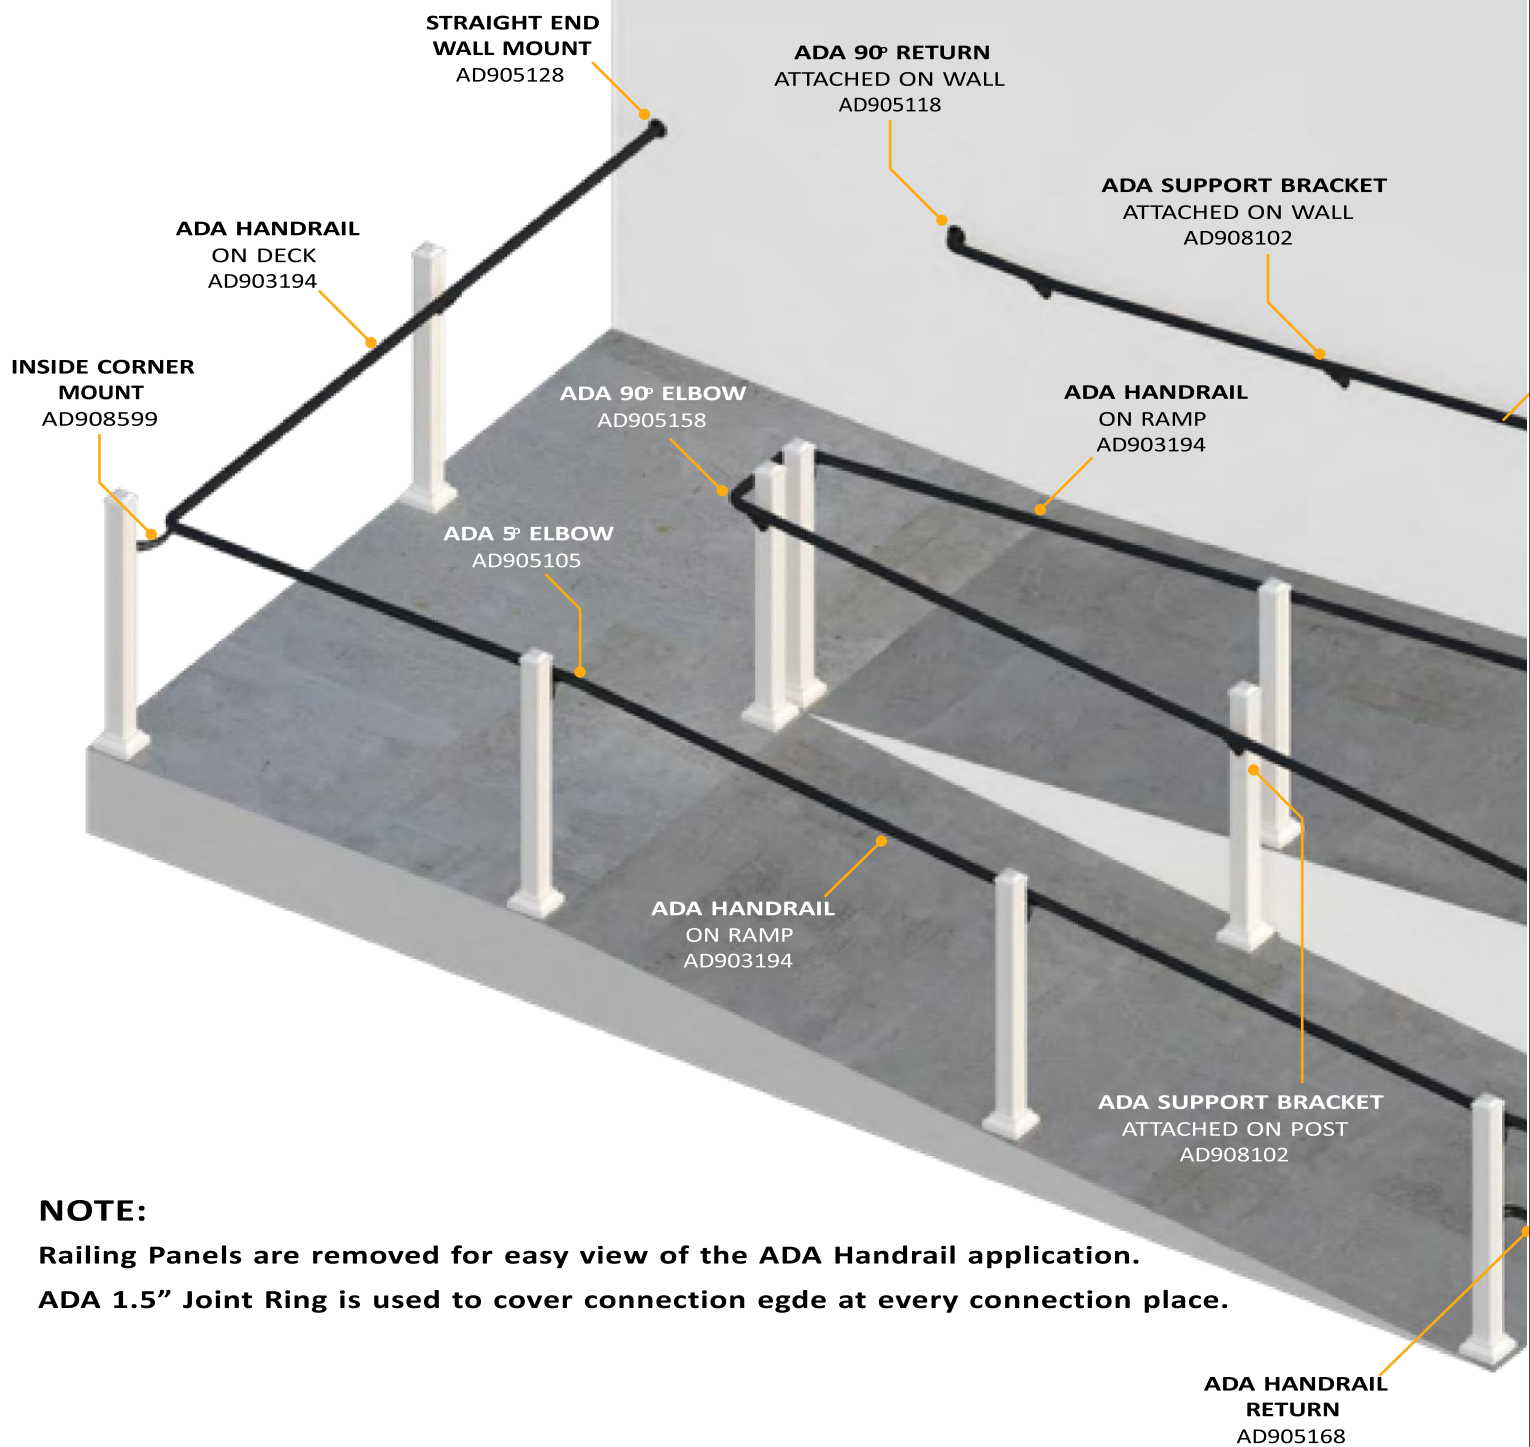 STRAIGHT END
WALL MOUNT
AD905128
ADA 90º RETURN
ATTACHED ON WALL
AD905118
ADA SUPPORT BRACKET
ATTACHED ON WALL
AD908102
ADA HANDRAIL
ON DECK
AD903194
INSIDE CORNER
MOUNT
AD908599
ADA 90º ELBOW
AD905158
ADA HANDRAIL
ON RAMP
AD903194
ADA 5º ELBOW
AD905105
ADA HANDRAIL
ON RAMP
AD903194
ADA SUPPORT BRACKET
ATTACHED ON POST
AD908102
NOTE:
Railing Panels are removed for easy view of the ADA Handrail application.
ADA 1.5” Joint Ring is used to cover connection egde at every connection place.
ADA HANDRAIL
RETURN
AD905168